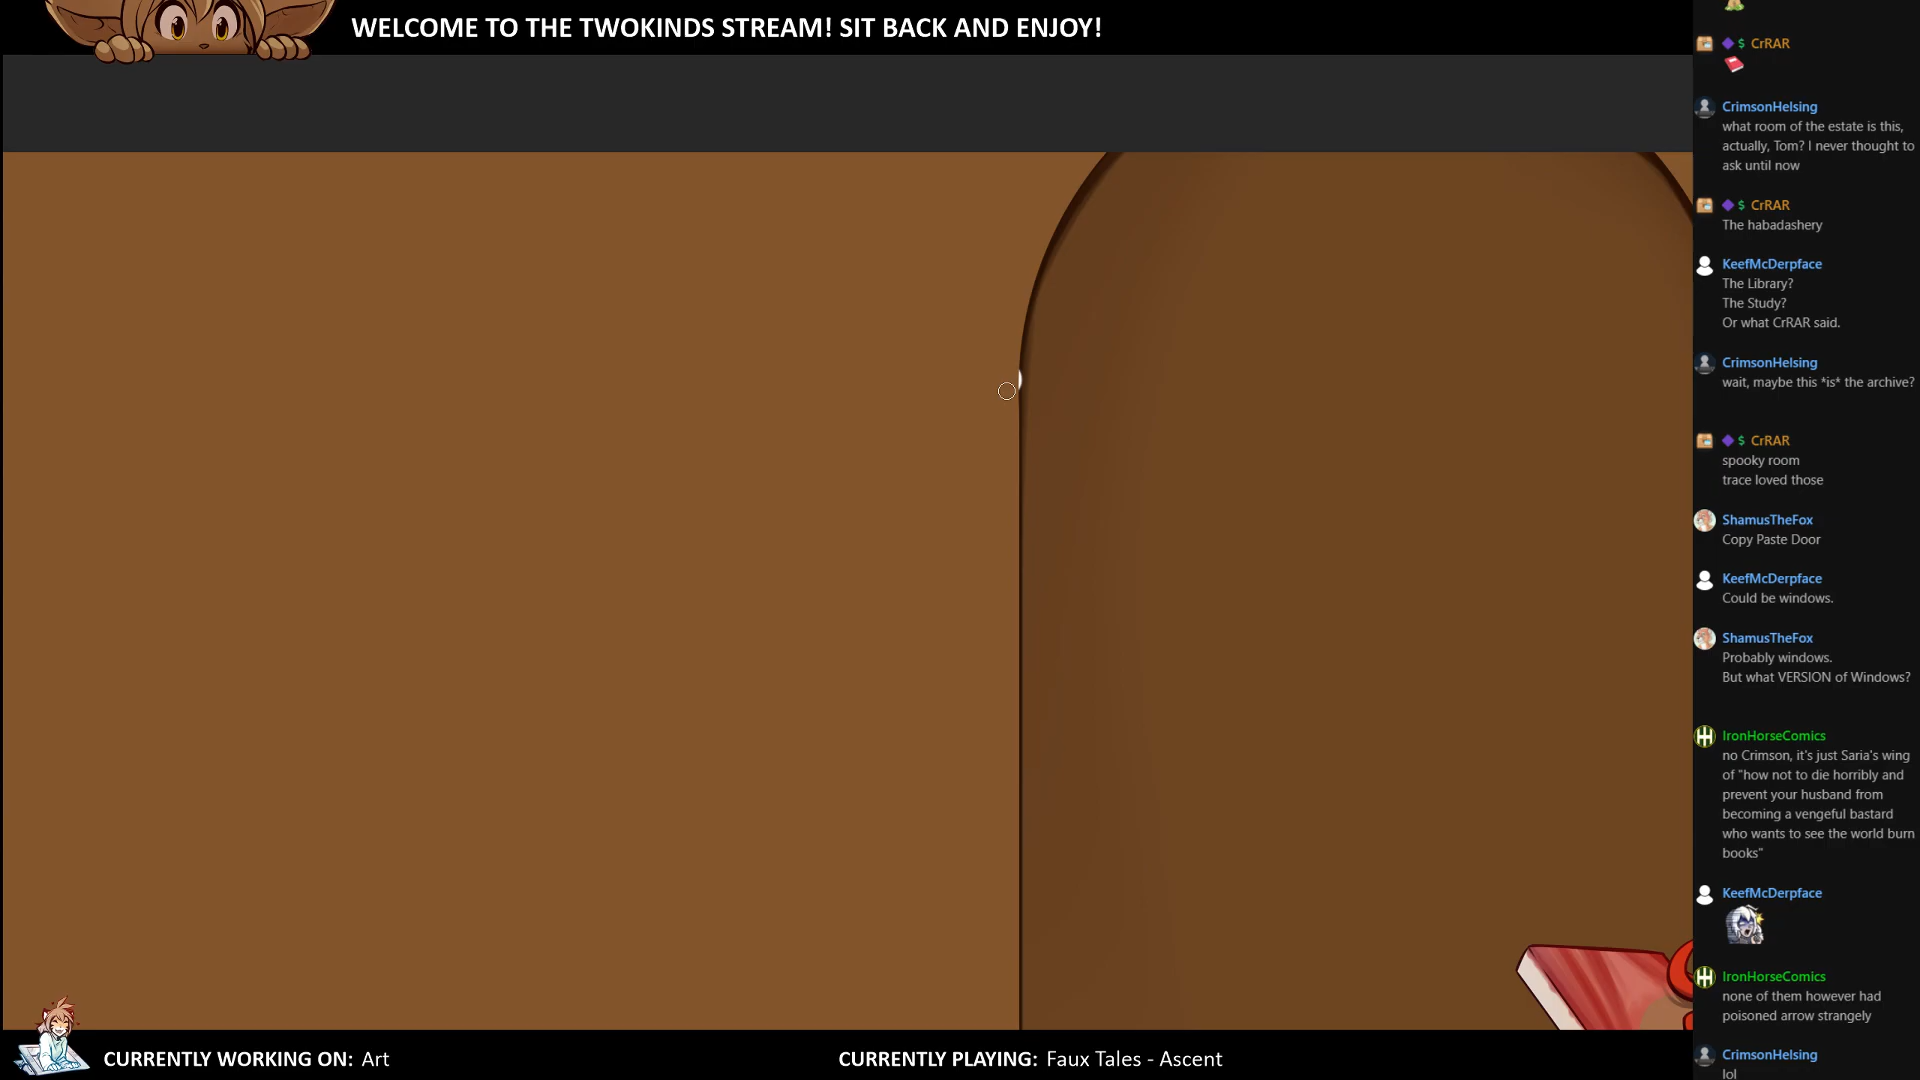 WELCOME TO THE TWOKINDS STREAM! SIT BACK AND ENJOY!
$ CrRAR
CrimsonHelsing
what room of the estate is this,
actually, Tom? I never thought to
ask until now
$ CrRAR
The habadashery
KeefMcDerpface
The Library?
The Study?
Or what CrRAR said.
CrimsonHelsing
wait, maybe this *is* the archive?
$ CrRAR
spooky room
trace loved those
ShamusTheFox
Copy Paste Door
KeefMcDerpface
Could be windows.
ShamusTheFox
Probably windows.
But what VERSION of Windows?
IronHorseComics
no Crimson, it's just Saria's wing
of "how not to die horribly and
prevent your husband from
becoming a vengeful bastard
who wants to see the world burn
books"
KeefMcDerpface
IronHorseComics
none of them however had
poisoned arrow strangely
CrimsonHelsing
lol
CURRENTLY WORKING ON: Art
CURRENTLY PLAYING: Faux Tales - Ascent